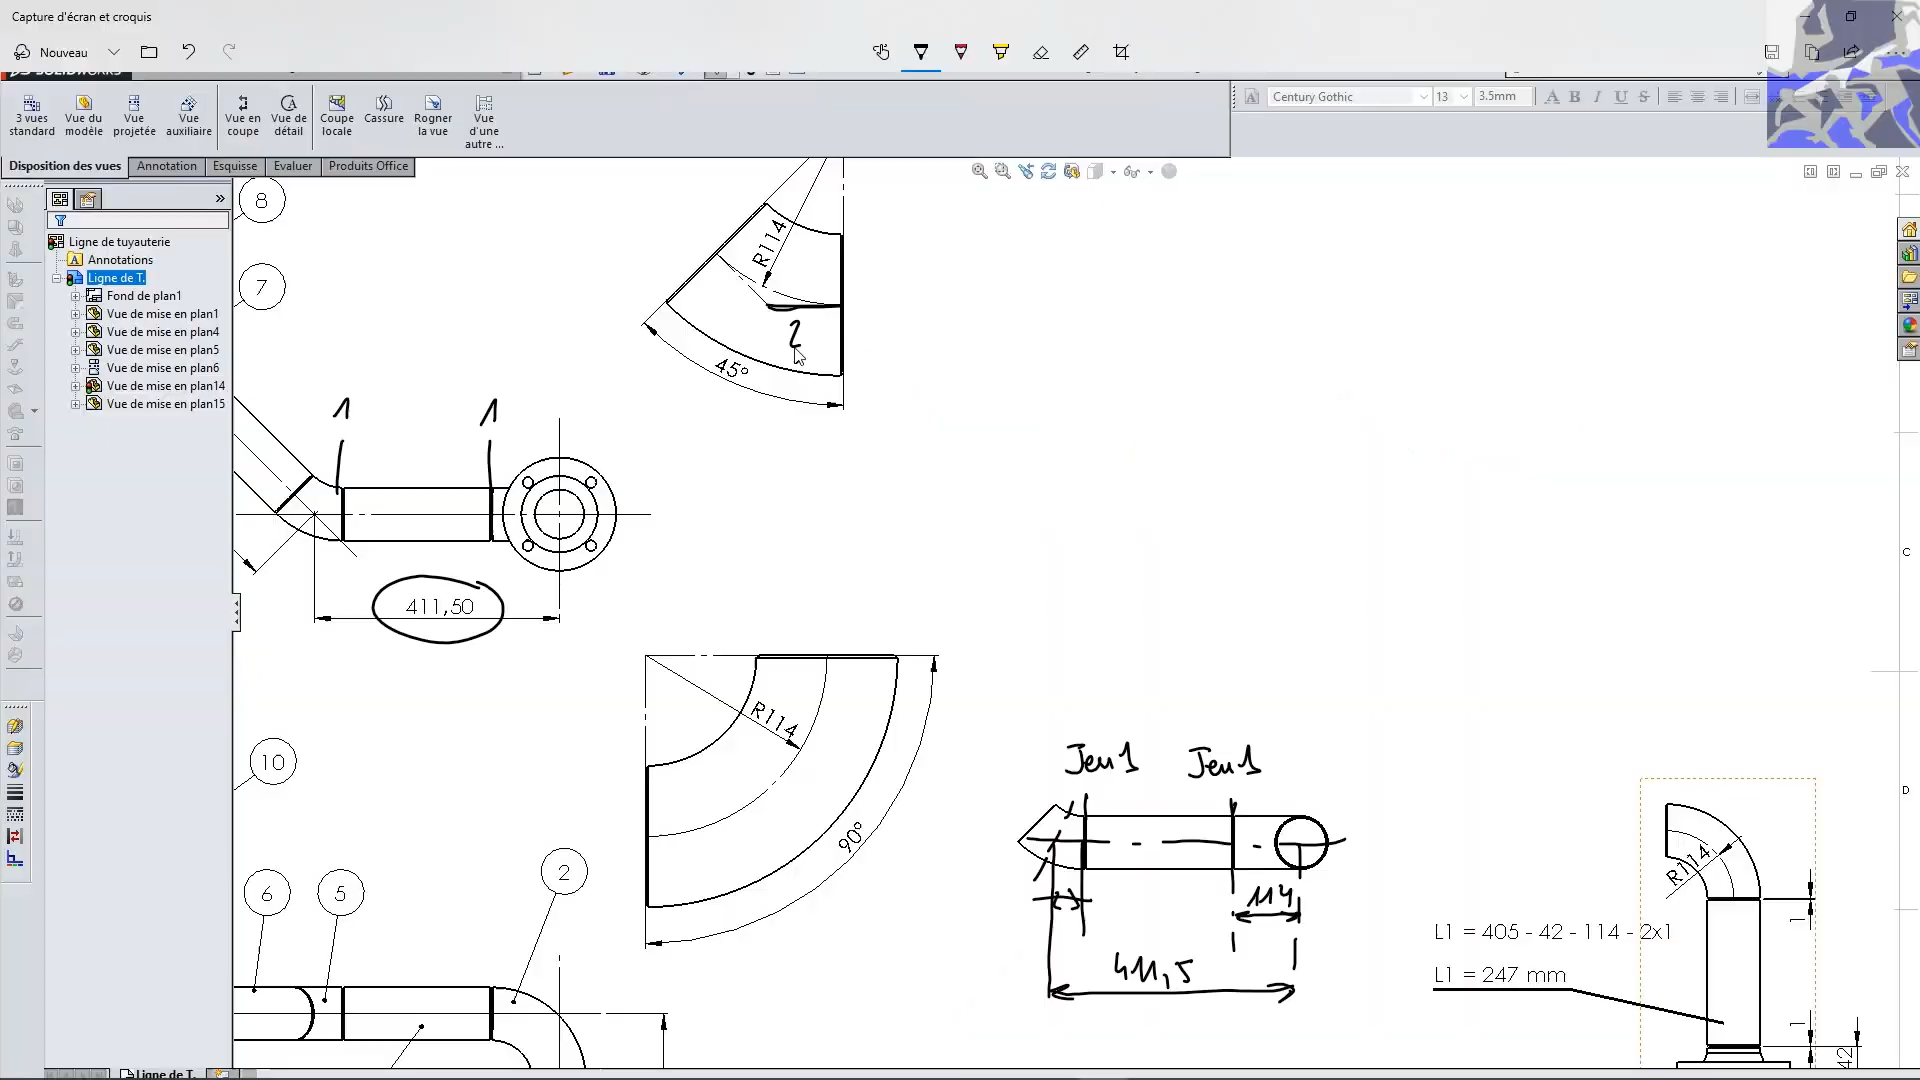 Capture d'écran et croquis
Nouveau
SOLIDWORKS
3 vues standard
Vue du modèle
Vue projetée
Vue auxiliaire
Vue en coupe
Vue de détail
Coupe locale
Cassure
Rogner la vue
Vue d'une autre ...
Century Gothic
13
3.5mm
A B I U S
Disposition des vues
Annotation
Esquisse
Evaluer
Produits Office
Ligne de tuyauterie
Annotations
Ligne de T.
Fond de plan1
Vue de mise en plan1
Vue de mise en plan4
Vue de mise en plan5
Vue de mise en plan6
Vue de mise en plan14
Vue de mise en plan15
8
7
R114
2
45°
1
1
411,50
R114
90°
10
6
5
2
Jeu 1
Jeu 1
114
411,5
R114
L1 = 405 - 42 - 114 - 2x1
L1 = 247 mm
1
1
42
C
D
Ligne de T.